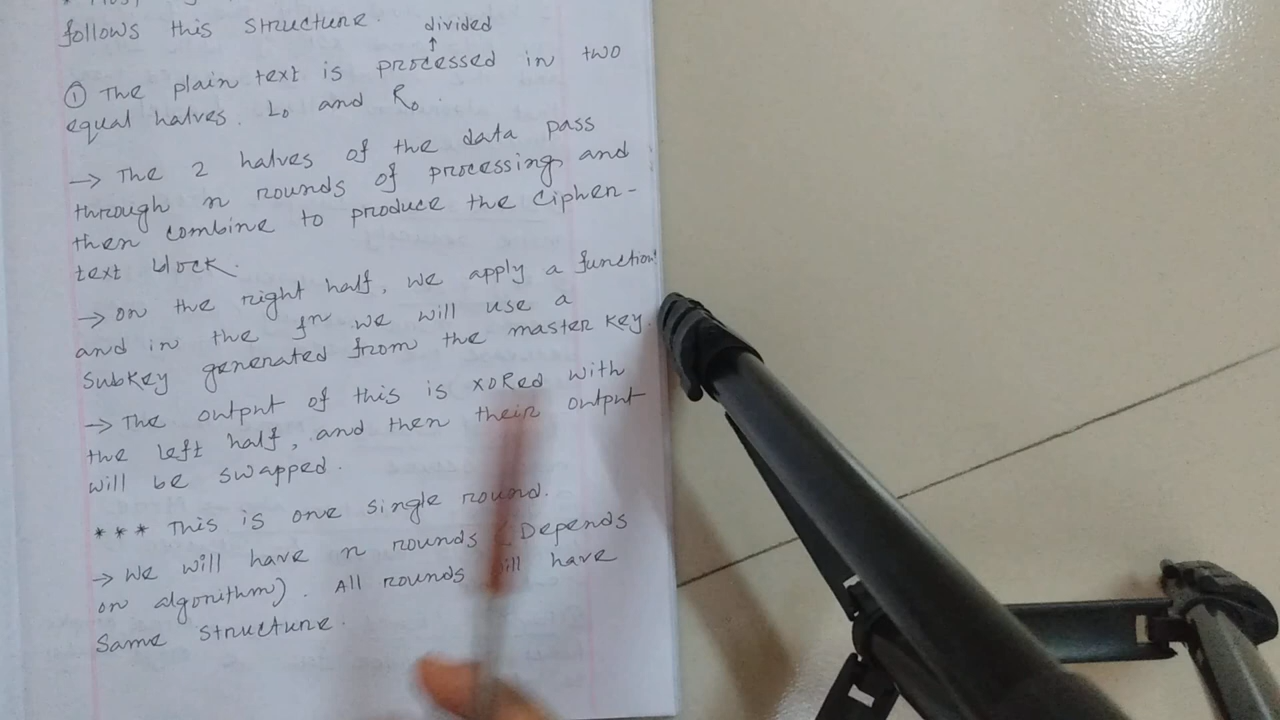 follows this structure.
divided
↑
① The plain text is processed in two
equal halves. L0 and R0.
→ The 2 halves of the data pass
through n rounds of processing and
then combine to produce the cipher-
text block.
→ on the right half, we apply a function
and in the fn we will use a
subkey generated from the master key.
→ The output of this is XORed with
the left half, and then their output
will be swapped.
*** This is one single round.
→ We will have n rounds (Depends
on algorithm). All rounds will have
same structure.